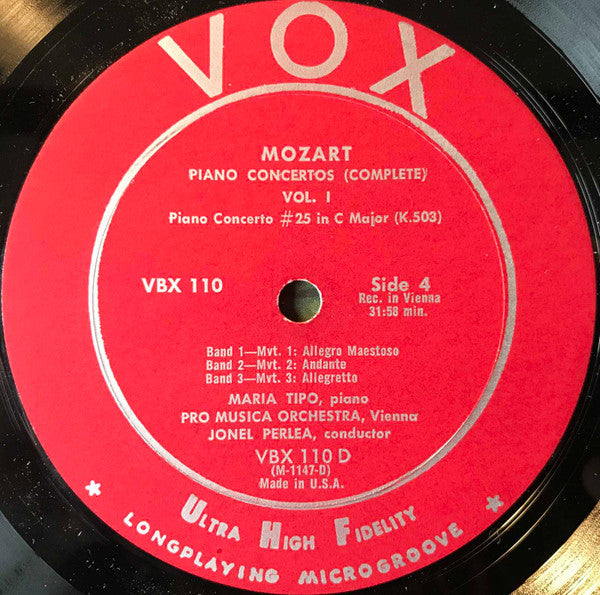 VOX
MOZART
PIANO CONCERTOS (COMPLETE)
VOL. I
Piano Concerto #25 in C Major (K.503)
VBX 110
Side 4
Rec. in Vienna
31:58 min.
Band 1—Mvt. 1: Allegro Maestoso
Band 2—Mvt. 2: Andante
Band 3—Mvt. 3: Allegretto
MARIA TIPO, piano
PRO MUSICA ORCHESTRA, Vienna
JONEL PERLEA, conductor
VBX 110 D
(M-1147-D)
Made in U.S.A.
ULTRA HIGH FIDELITY
* LONGPLAYING MICROGROOVE *